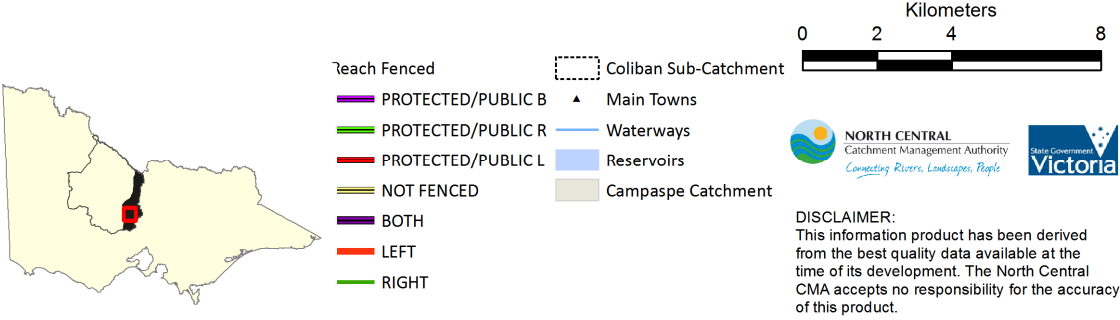 Reach Fenced
PROTECTED/PUBLIC B
PROTECTED/PUBLIC R
PROTECTED/PUBLIC L
NOT FENCED
BOTH
LEFT
RIGHT
Coliban Sub-Catchment
Main Towns
Waterways
Reservoirs
Campaspe Catchment
Kilometers
0 2 4 8
NORTH CENTRAL
Catchment Management Authority
Connecting Rivers, Landscapes, People
State Government
Victoria
DISCLAIMER:
This information product has been derived
from the best quality data available at the
time of its development. The North Central
CMA accepts no responsibility for the accuracy
of this product.